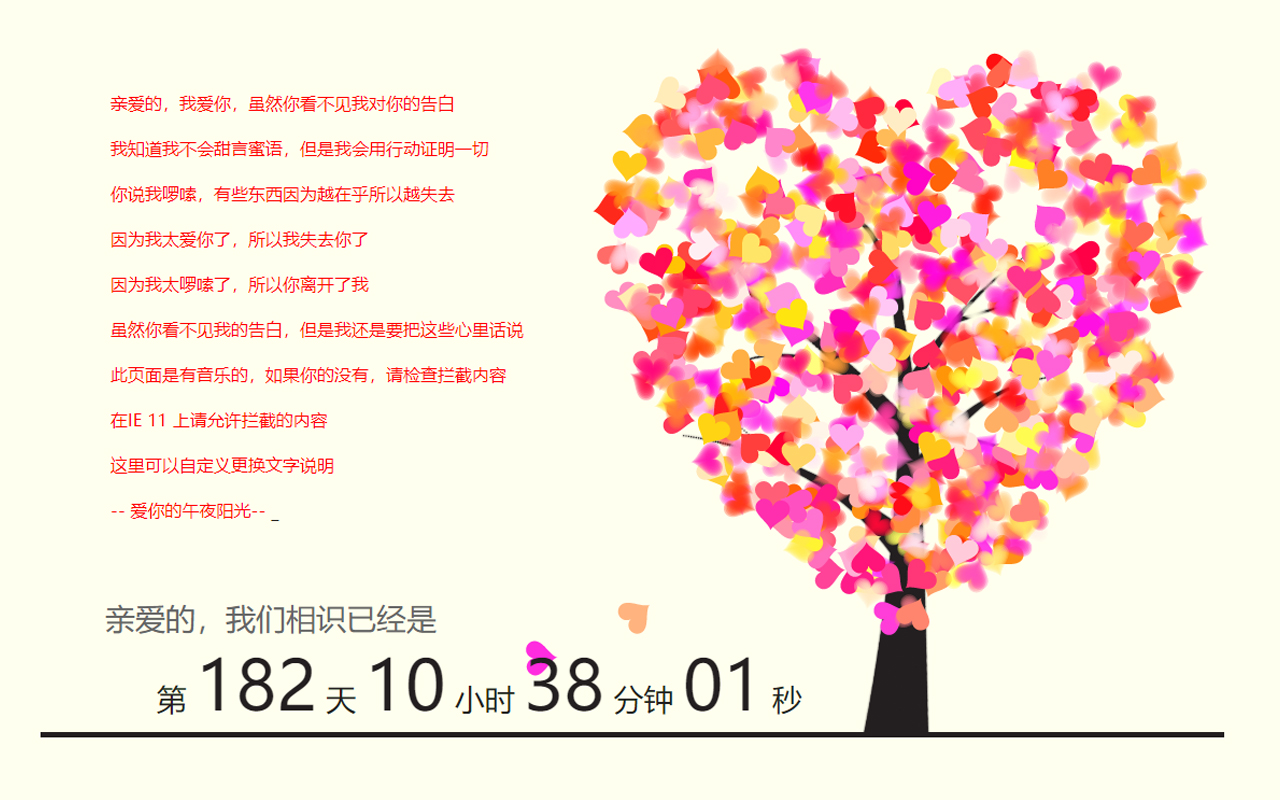 亲爱的，我爱你，虽然你看不见我对你的告白
我知道我不会甜言蜜语，但是我会用行动证明一切
你说我啰嗦，有些东西因为越在乎所以越失去
因为我太爱你了，所以我失去你了
因为我太啰嗦了，所以你离开了我
虽然你看不见我的告白，但是我还是要把这些心里话说
此页面是有音乐的，如果你的没有，请检查拦截内容
在IE 11 上请允许拦截的内容
这里可以自定义更换文字说明
-- 爱你的午夜阳光-- _
亲爱的，我们相识已经是
第 182 天 10 小时 38 分钟 01 秒